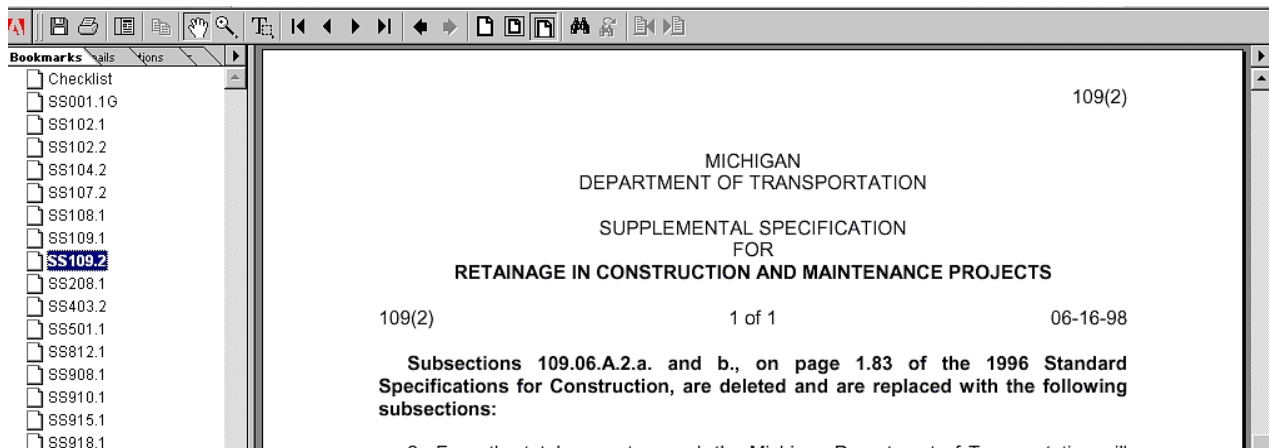 Bookmarks
Checklist
SS001.1G
SS102.1
SS102.2
SS104.2
SS107.2
SS108.1
SS109.1
SS109.2
SS208.1
SS403.2
SS501.1
SS812.1
SS908.1
SS910.1
SS915.1
SS918.1
109(2)
MICHIGAN
DEPARTMENT OF TRANSPORTATION
SUPPLEMENTAL SPECIFICATION
FOR
RETAINAGE IN CONSTRUCTION AND MAINTENANCE PROJECTS
109(2) 1 of 1 06-16-98
Subsections 109.06.A.2.a. and b., on page 1.83 of the 1996 Standard
Specifications for Construction, are deleted and are replaced with the following
subsections: